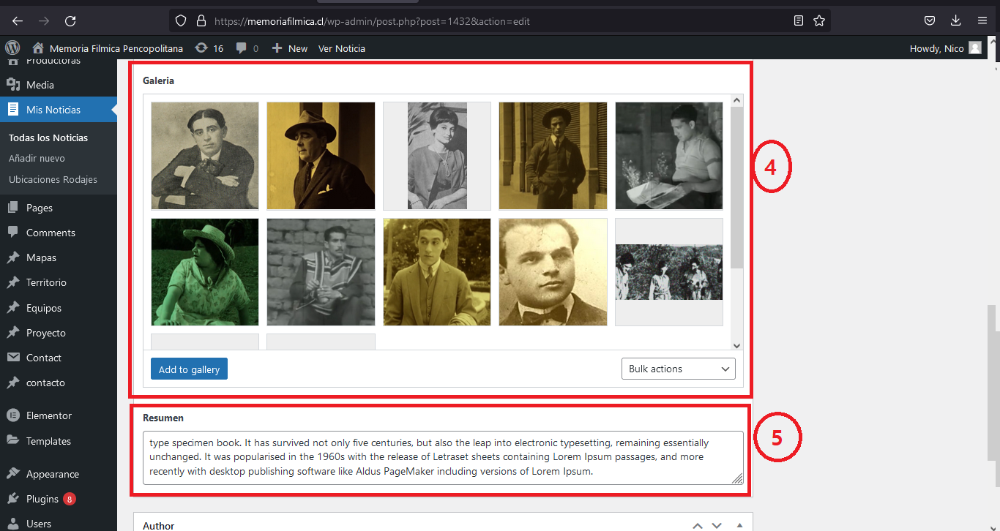 https://memoriafilmica.cl/wp-admin/post.php?post=1432&action=edit
Memoria Filmica Pencopolitana
16
0
New
Ver Noticia
Howdy, Nico
Productoras
Media
Mis Noticias
Todas los Noticias
Añadir nuevo
Ubicaciones Rodajes
Pages
Comments
Mapas
Territorio
Equipos
Proyecto
Contact
contacto
Elementor
Templates
Appearance
Plugins 8
Users
Galeria
4
Add to gallery
Bulk actions
Resumen
type specimen book. It has survived not only five centuries, but also the leap into electronic typesetting, remaining essentially
unchanged. It was popularised in the 1960s with the release of Letraset sheets containing Lorem Ipsum passages, and more
recently with desktop publishing software like Aldus PageMaker including versions of Lorem Ipsum.
5
Author